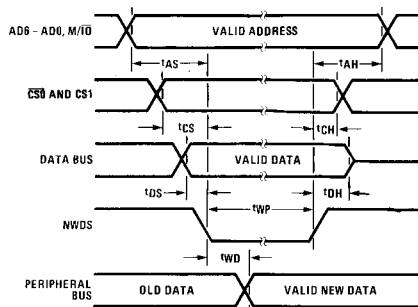 AD6 – AD0, M/IO̅ VALID ADDRESS
tAS tAH
C̅S̅0̅ AND CS1
tCS tCH
DATA BUS VALID DATA
tDS tWP tDH
NWDS
tWD
PERIPHERAL BUS OLD DATA VALID NEW DATA